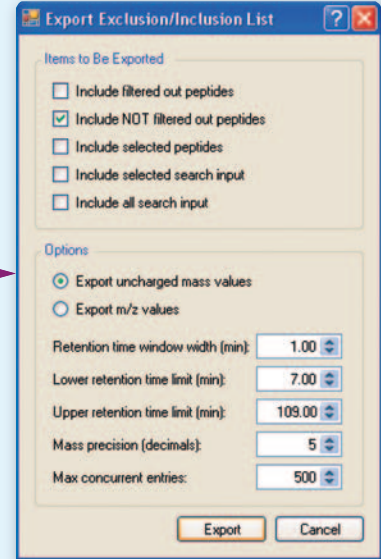 Export Exclusion/Inclusion List
Items to Be Exported
Include filtered out peptides
Include NOT filtered out peptides
Include selected peptides
Include selected search input
Include all search input
Options
Export uncharged mass values
Export m/z values
Retention time window width (min): 1.00
Lower retention time limit (min): 7.00
Upper retention time limit (min): 109.00
Mass precision (decimals): 5
Max concurrent entries: 500
Export Cancel